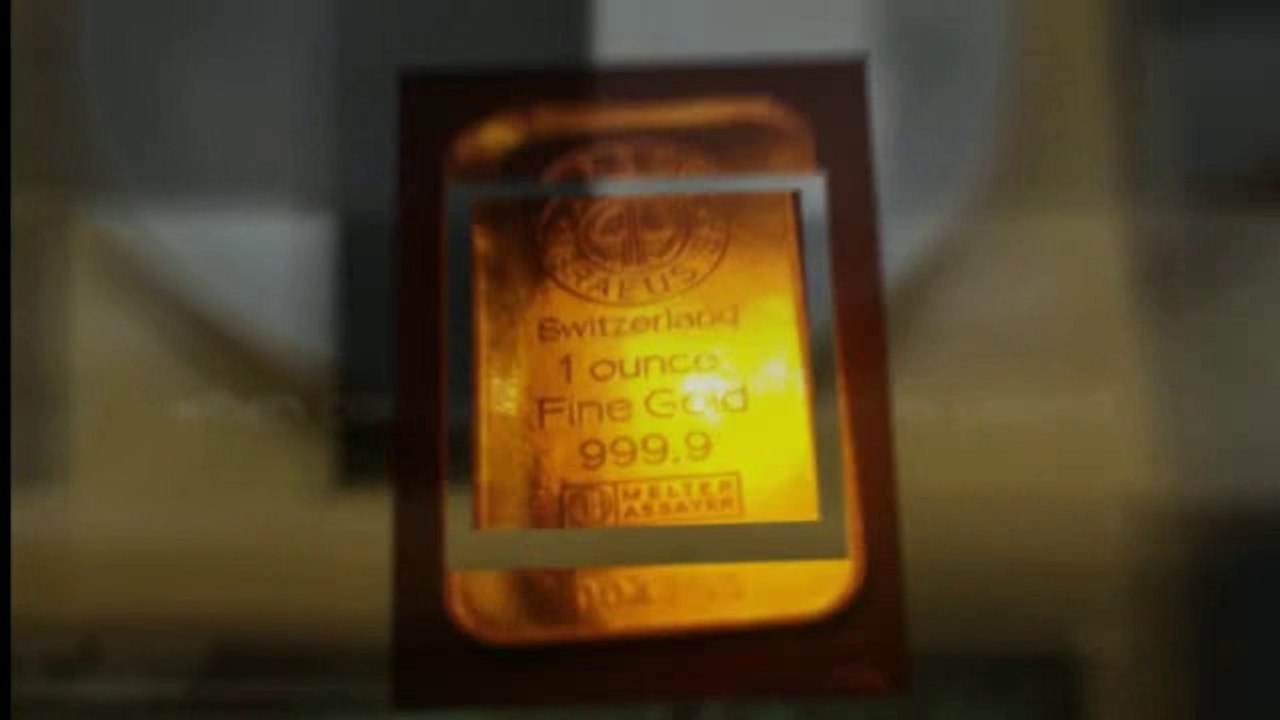 Switzerland
1 ounce
Fine Gold
999.9
MELTER
ASSAYER